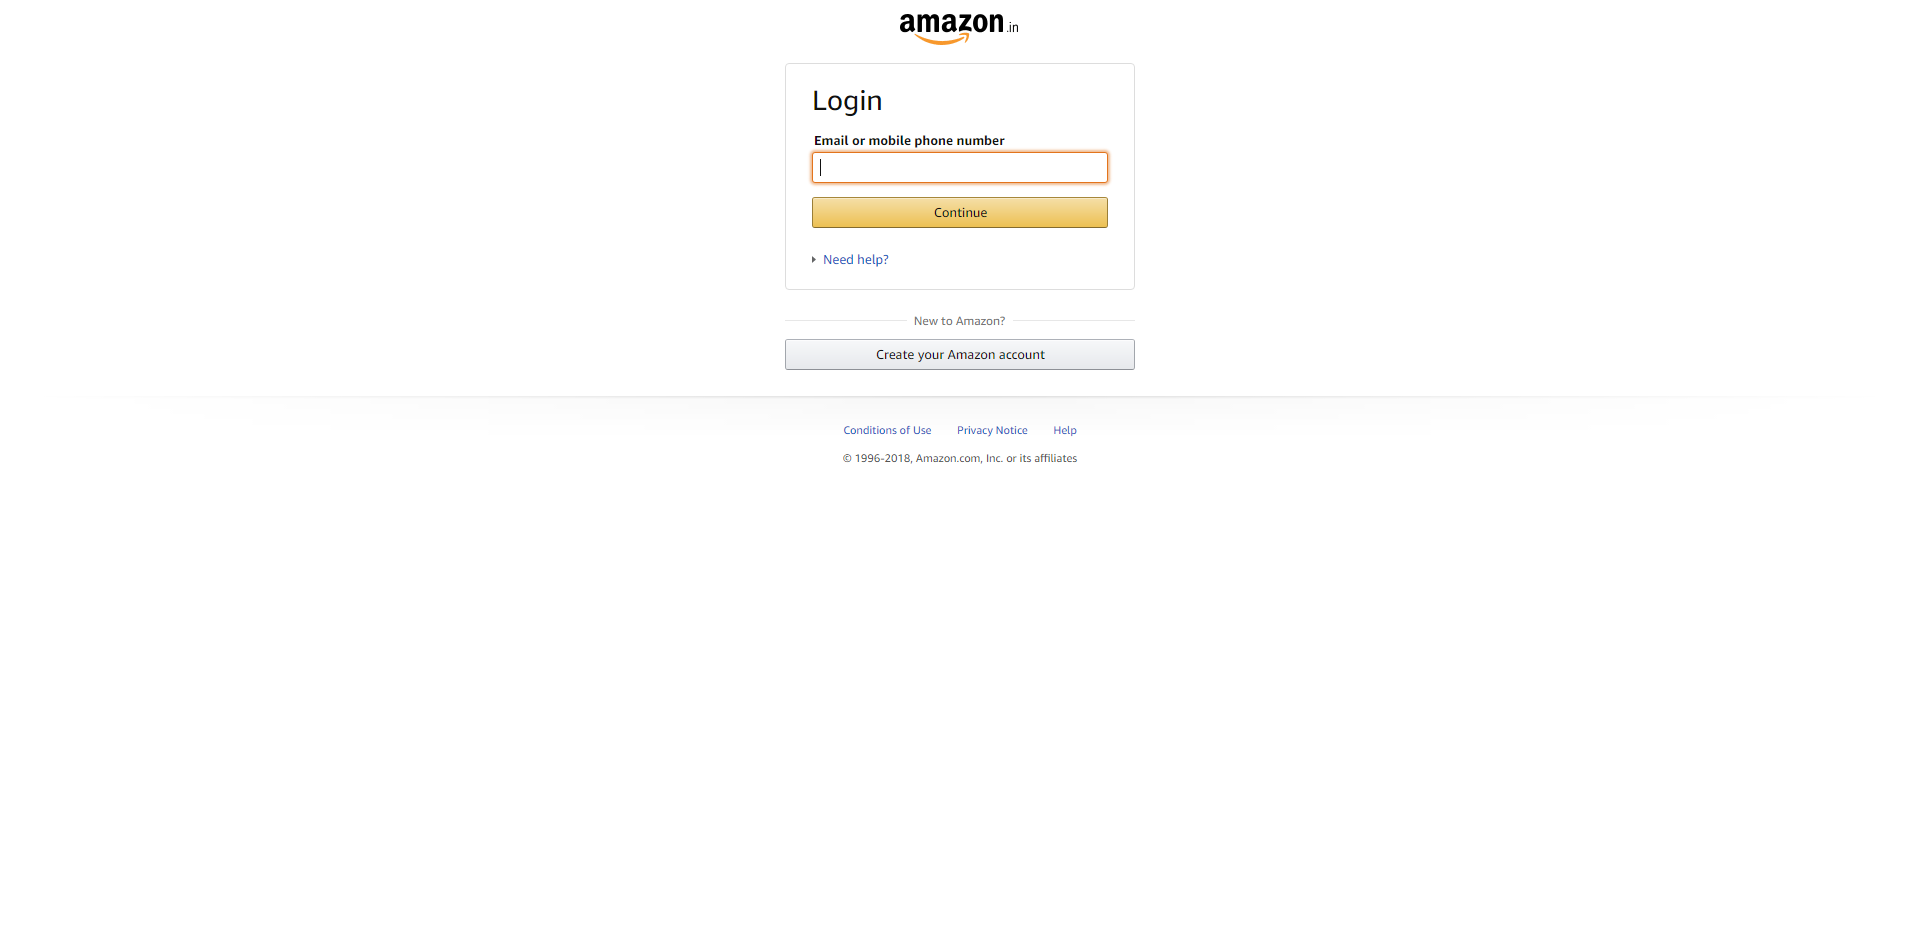 amazon.in
Login
Email or mobile phone number
Continue
Need help?
New to Amazon?
Create your Amazon account
Conditions of Use Privacy Notice Help
© 1996-2018, Amazon.com, Inc. or its affiliates